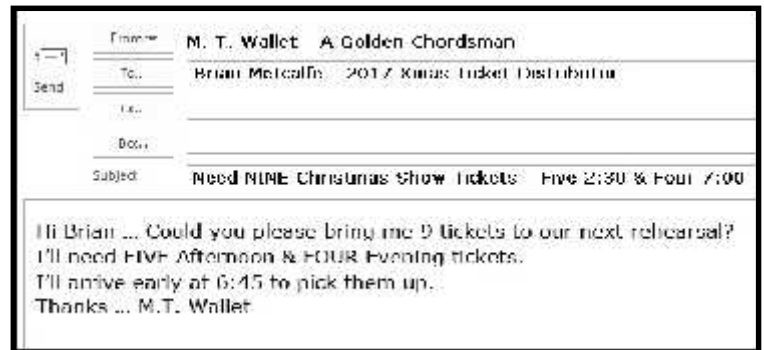 From
M. T. Wallet A Golden Chordsman
To..
Brian Metcalfe 2017 Xmas Ticket Distributor
Send
Cc..
Bcc..
Subject
Need NINE Christmas Show Tickets Five 2:30 & Four 7:00
Hi Brian ... Could you please bring me 9 tickets to our next rehearsal?
I'll need FIVE Afternoon & FOUR Evening tickets.
I'll arrive early at 6:45 to pick them up.
Thanks ... M.T. Wallet